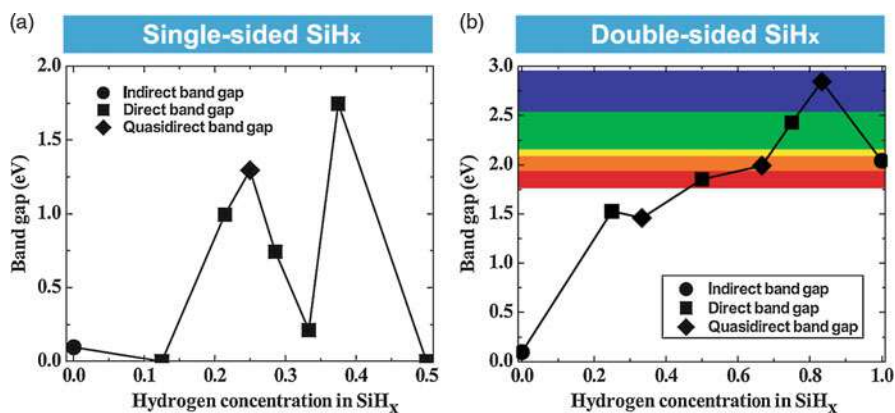 (a)
Single-sided SiHx
2.0
1.5
1.0
0.5
0.0
Band gap (eV)
Indirect band gap
Direct band gap
Quasidirect band gap
0.0 0.1 0.2 0.3 0.4 0.5
Hydrogen concentration in SiHX
(b)
Double-sided SiHx
3.0
2.5
2.0
1.5
1.0
0.5
0.0
Band gap (eV)
Indirect band gap
Direct band gap
Quasidirect band gap
0.0 0.2 0.4 0.6 0.8 1.0
Hydrogen concentration in SiHX